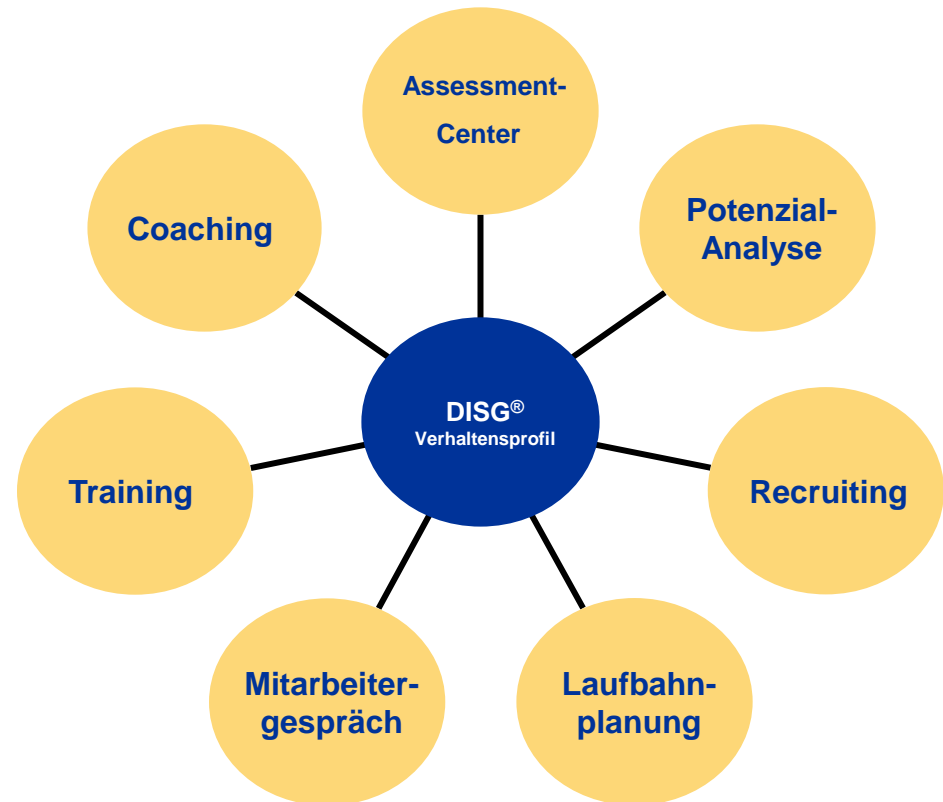 Assessment-
Center
Potenzial-
Analyse
Coaching
DISG®
Verhaltensprofil
Training
Recruiting
Mitarbeiter-
gespräch
Laufbahn-
planung